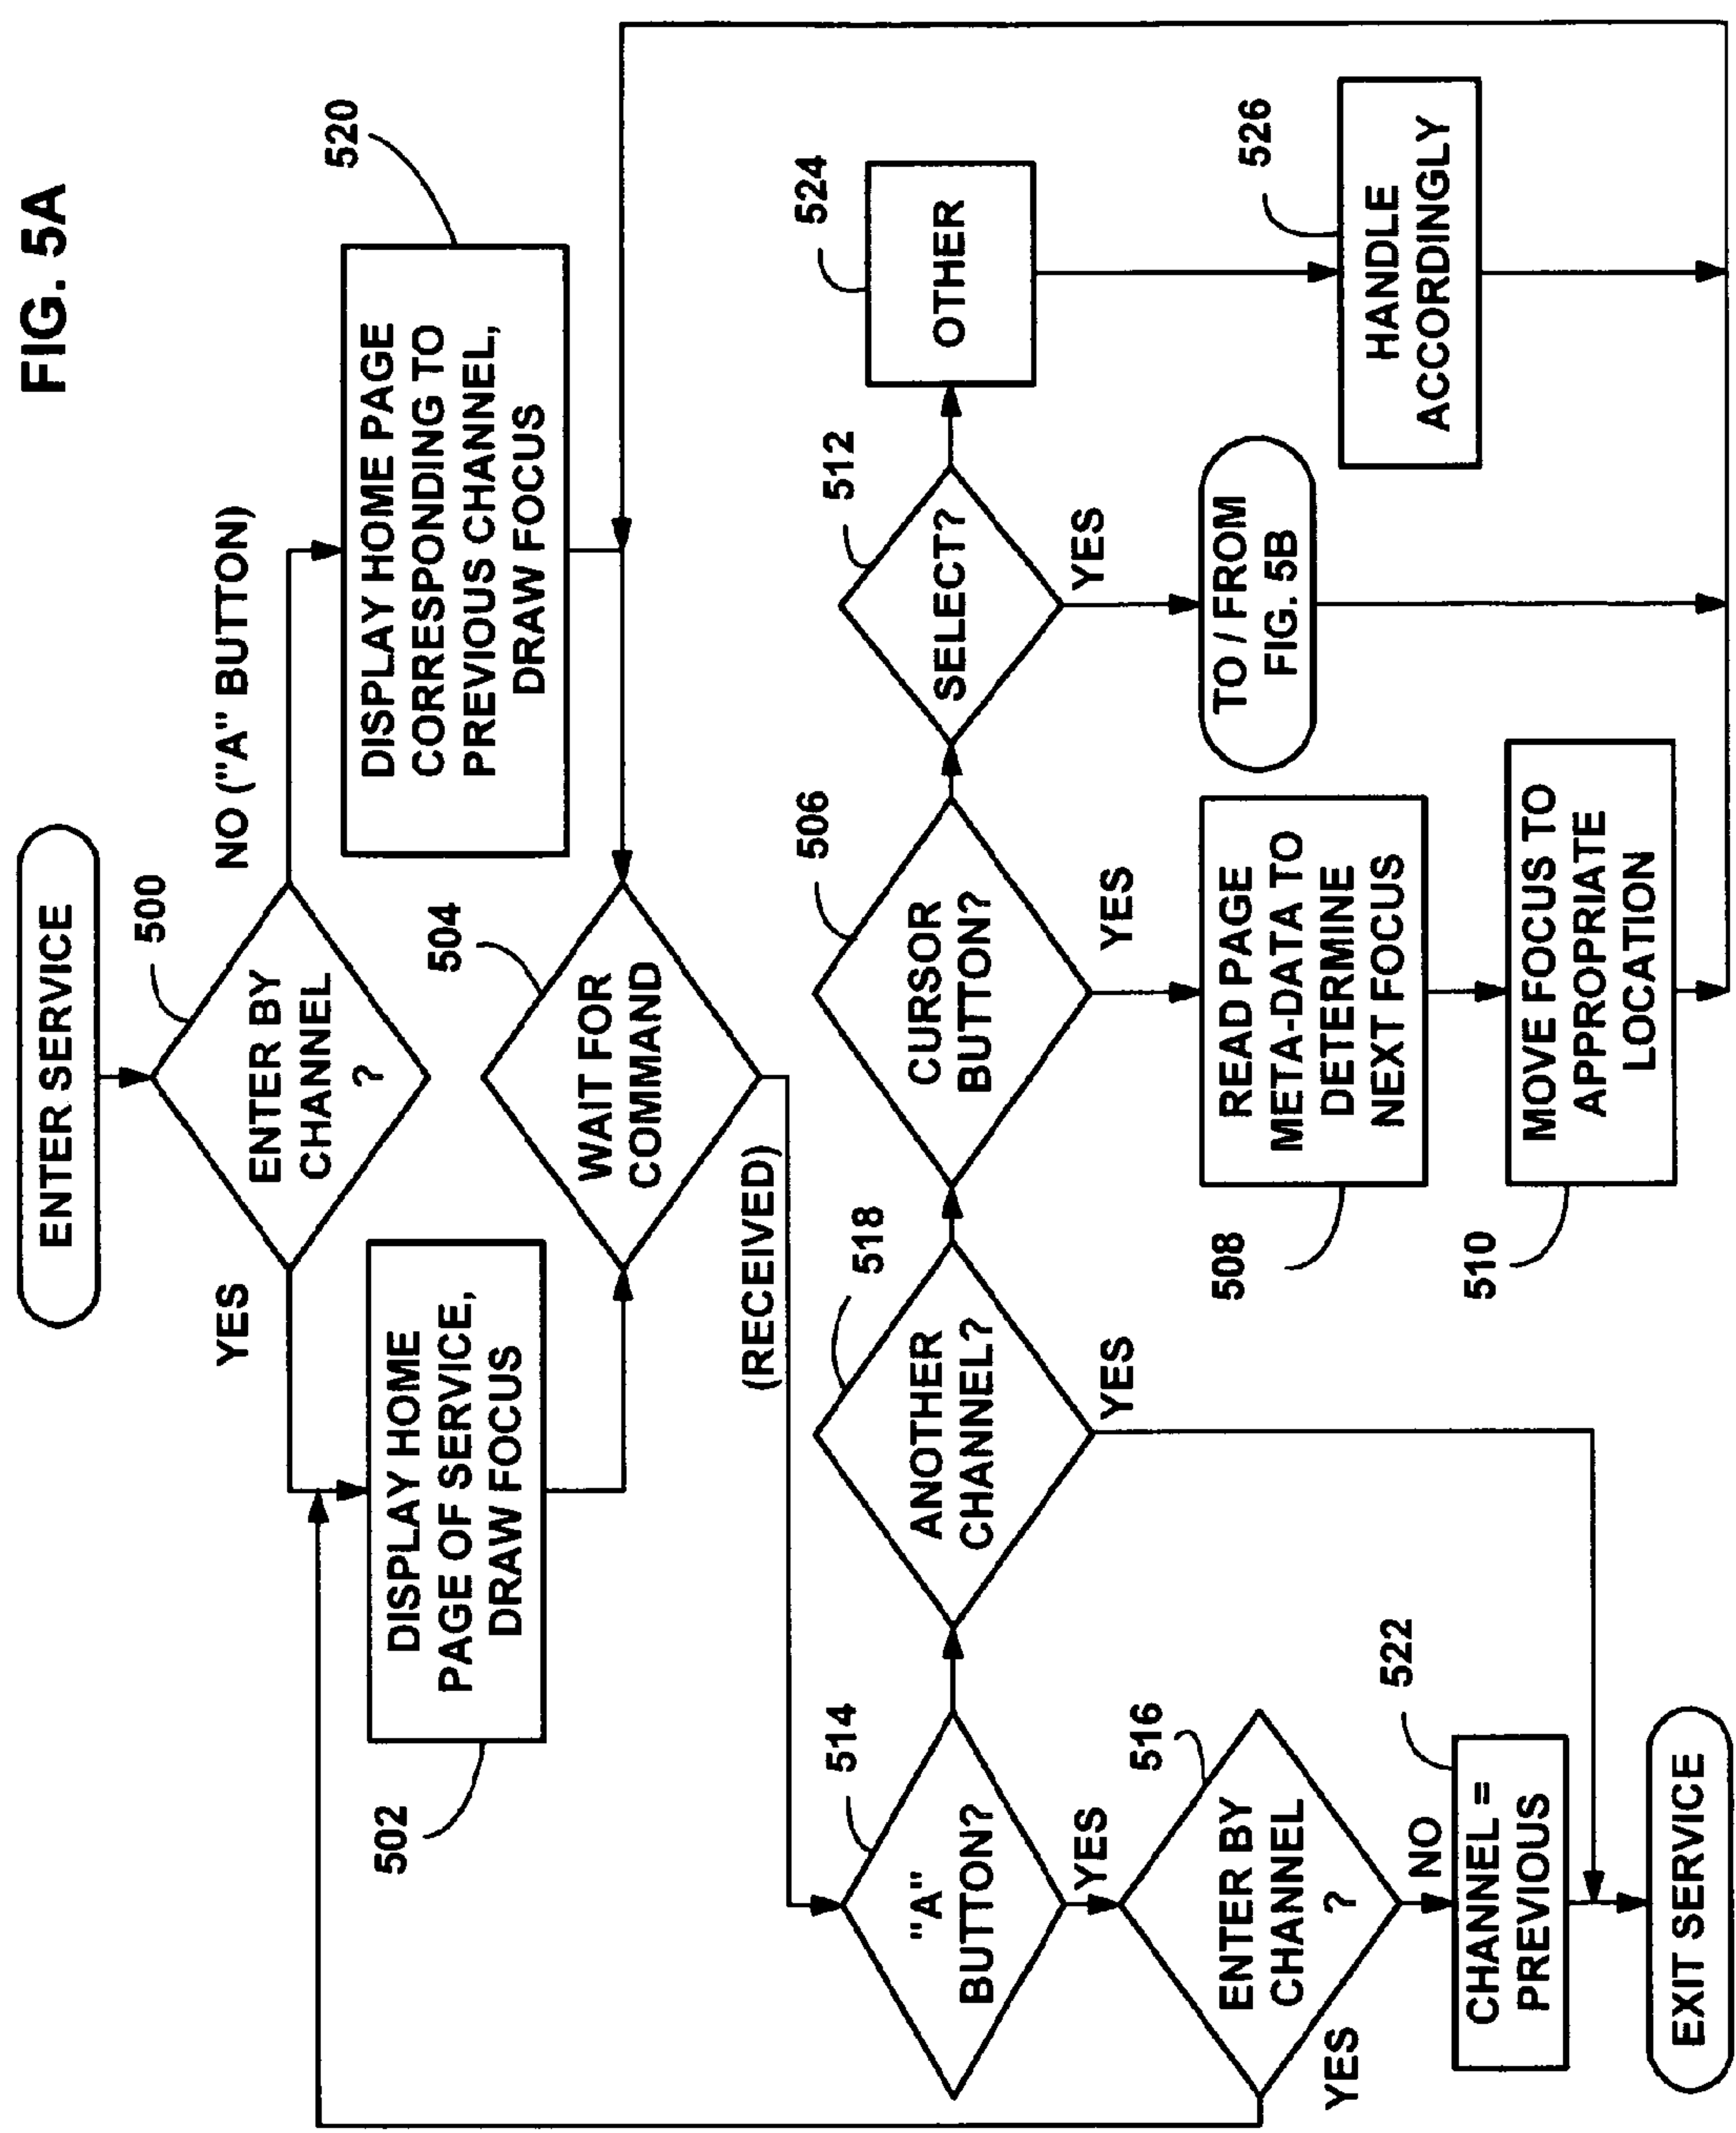 FIG. 5A
ENTER SERVICE
500
ENTER BY
CHANNEL
?
YES
NO ("A" BUTTON)
502
DISPLAY HOME
PAGE OF SERVICE,
DRAW FOCUS
504
WAIT FOR
COMMAND
520
DISPLAY HOME PAGE
CORRESPONDING TO
PREVIOUS CHANNEL,
DRAW FOCUS
(RECEIVED)
514
"A"
BUTTON?
YES
518
ANOTHER
CHANNEL?
YES
506
CURSOR
BUTTON?
YES
512
SELECT?
YES
524
OTHER
516
ENTER BY
CHANNEL
?
YES
NO
508
READ PAGE
META-DATA TO
DETERMINE
NEXT FOCUS
TO / FROM
FIG. 5B
526
HANDLE
ACCORDINGLY
522
CHANNEL =
PREVIOUS
510
MOVE FOCUS TO
APPROPRIATE
LOCATION
EXIT SERVICE